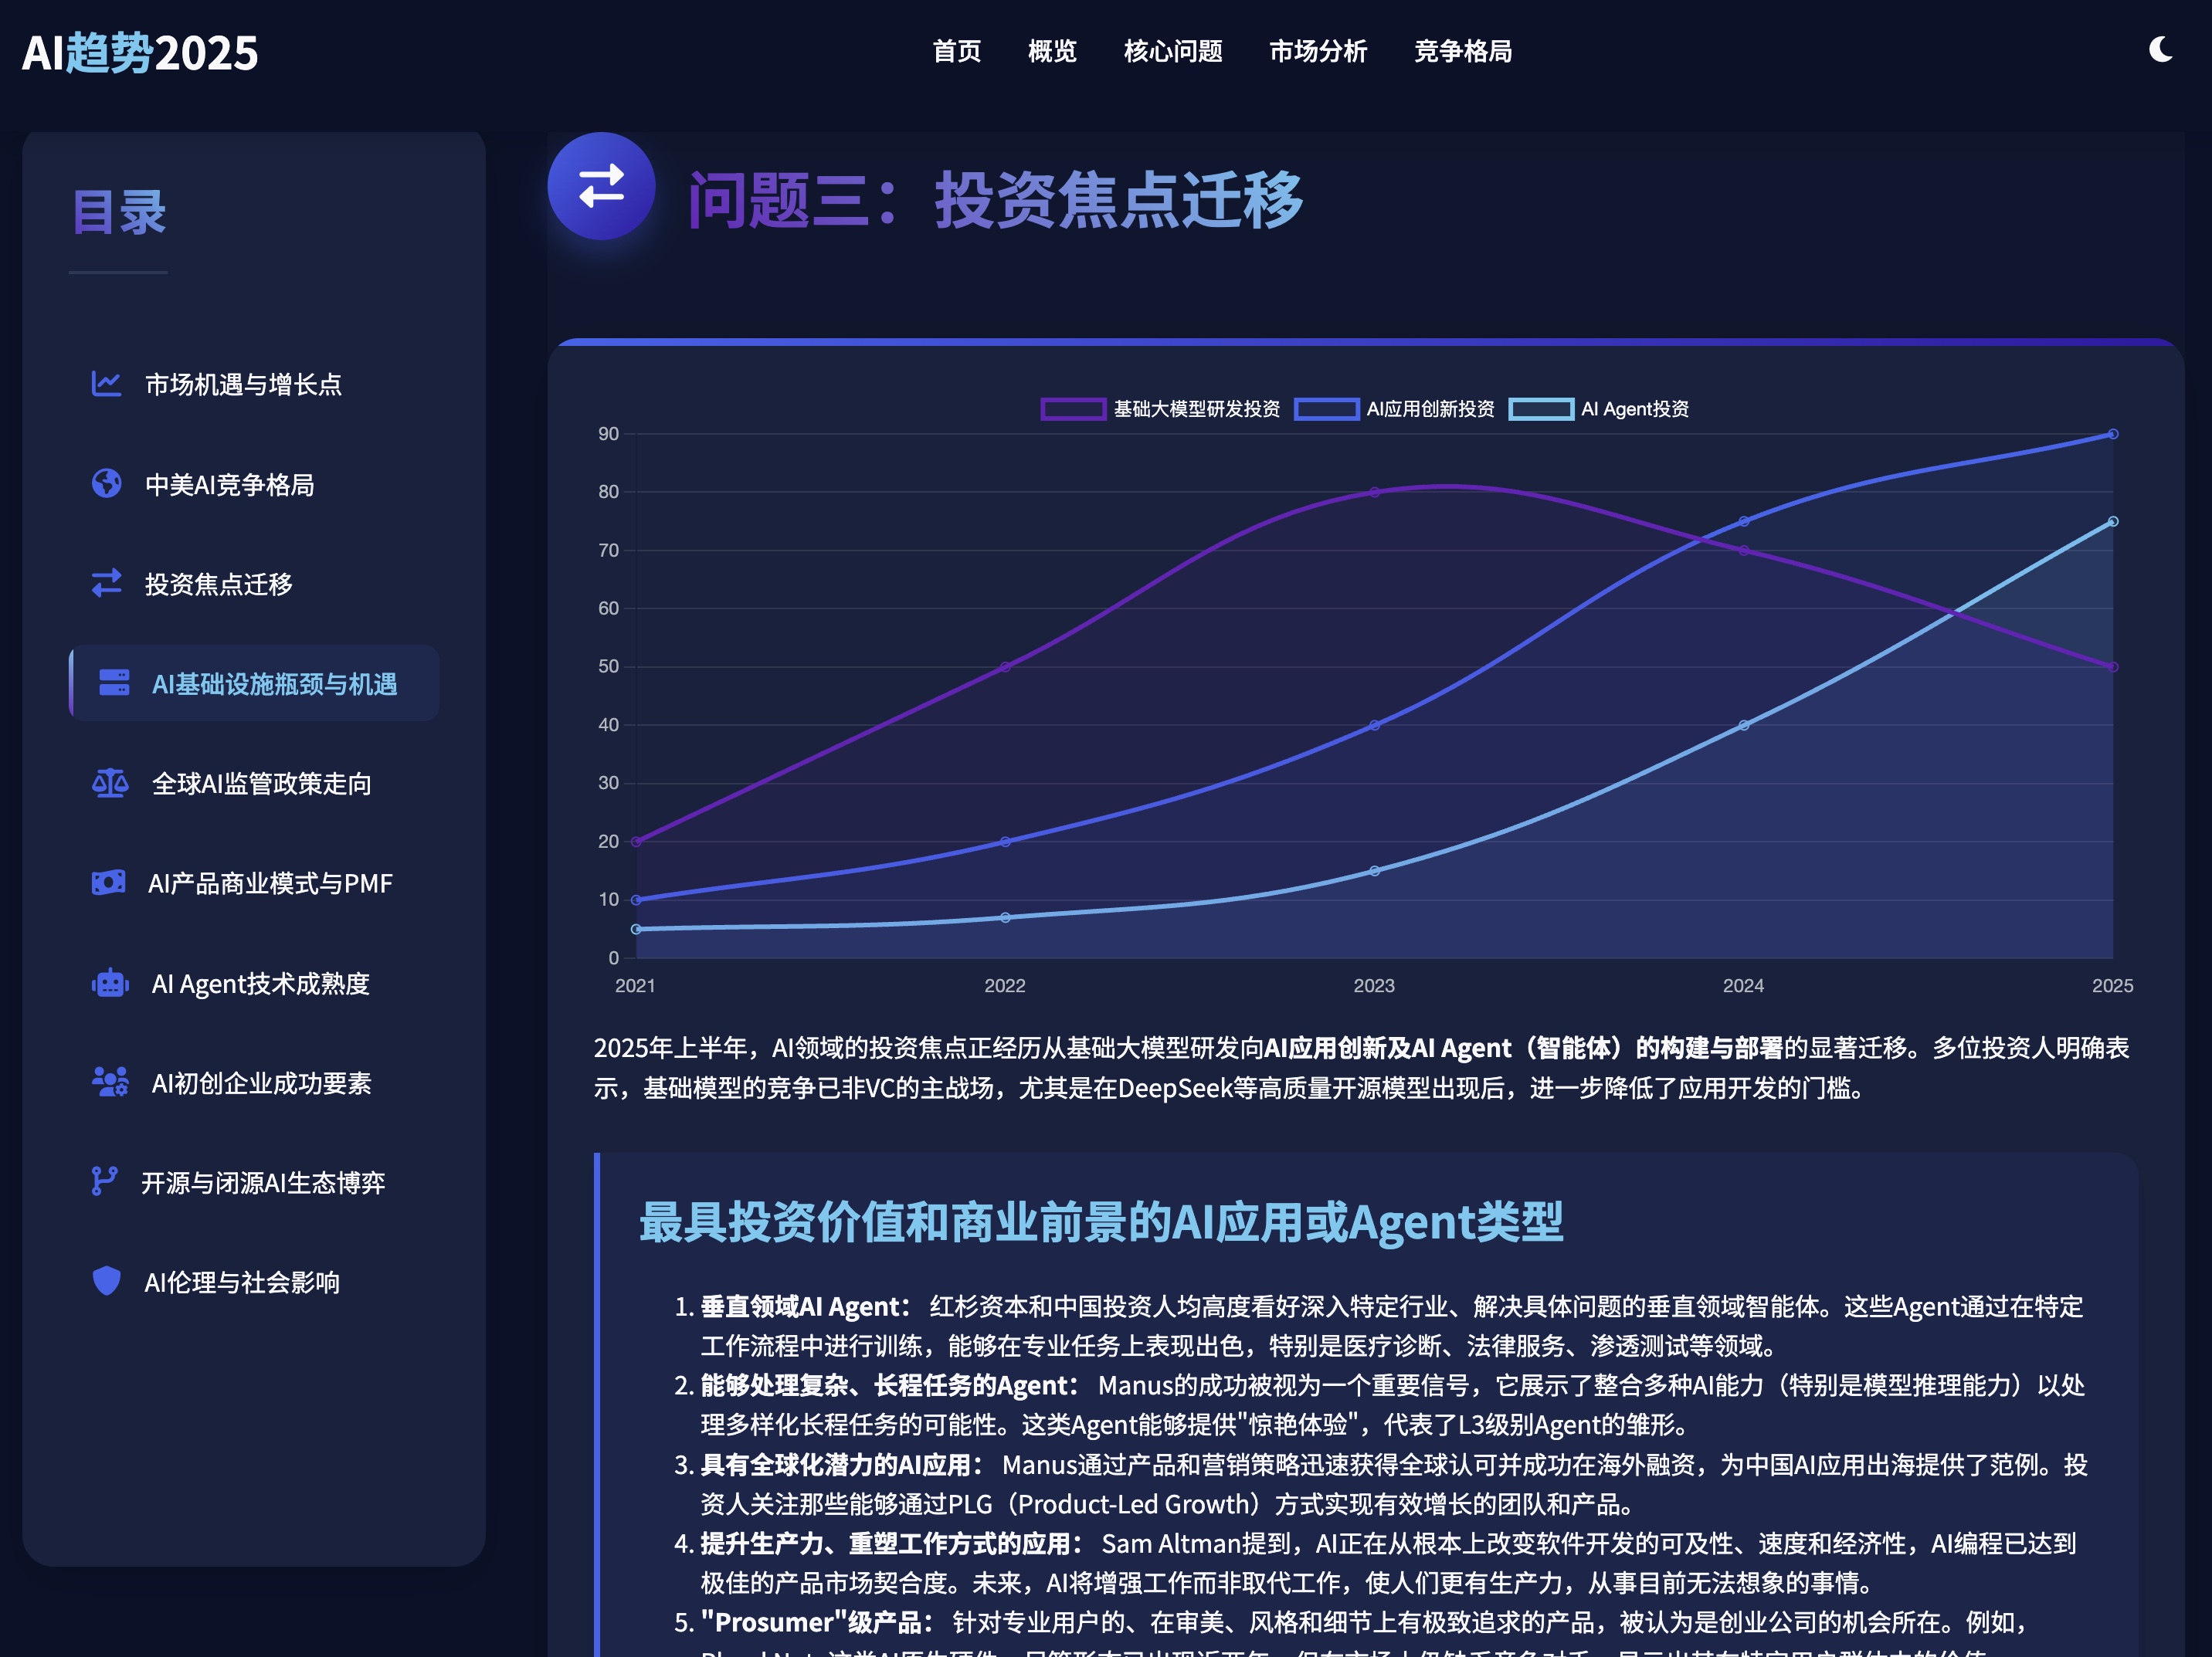 AI趋势2025
首页 概览 核心问题 市场分析 竞争格局
目录
市场机遇与增长点
中美AI竞争格局
投资焦点迁移
AI基础设施瓶颈与机遇
全球AI监管政策走向
AI产品商业模式与PMF
AI Agent技术成熟度
AI初创企业成功要素
开源与闭源AI生态博弈
AI伦理与社会影响
问题三：投资焦点迁移
基础大模型研发投资 AI应用创新投资 AI Agent投资
90
80
70
60
50
40
30
20
10
0
2021 2022 2023 2024 2025
2025年上半年，AI领域的投资焦点正经历从基础大模型研发向AI应用创新及AI Agent（智能体）的构建与部署的显著迁移。多位投资人明确表
示，基础模型的竞争已非VC的主战场，尤其是在DeepSeek等高质量开源模型出现后，进一步降低了应用开发的门槛。
最具投资价值和商业前景的AI应用或Agent类型
1. 垂直领域AI Agent： 红杉资本和中国投资人均高度看好深入特定行业、解决具体问题的垂直领域智能体。这些Agent通过在特定
工作流程中进行训练，能够在专业任务上表现出色，特别是医疗诊断、法律服务、渗透测试等领域。
2. 能够处理复杂、长程任务的Agent： Manus的成功被视为一个重要信号，它展示了整合多种AI能力（特别是模型推理能力）以处
理多样化长程任务的可能性。这类Agent能够提供"惊艳体验"，代表了L3级别Agent的雏形。
3. 具有全球化潜力的AI应用： Manus通过产品和营销策略迅速获得全球认可并成功在海外融资，为中国AI应用出海提供了范例。投
资人关注那些能够通过PLG（Product-Led Growth）方式实现有效增长的团队和产品。
4. 提升生产力、重塑工作方式的应用： Sam Altman提到，AI正在从根本上改变软件开发的可及性、速度和经济性，AI编程已达到
极佳的产品市场契合度。未来，AI将增强工作而非取代工作，使人们更有生产力，从事目前无法想象的事情。
5. "Prosumer"级产品： 针对专业用户的、在审美、风格和细节上有极致追求的产品，被认为是创业公司的机会所在。例如，